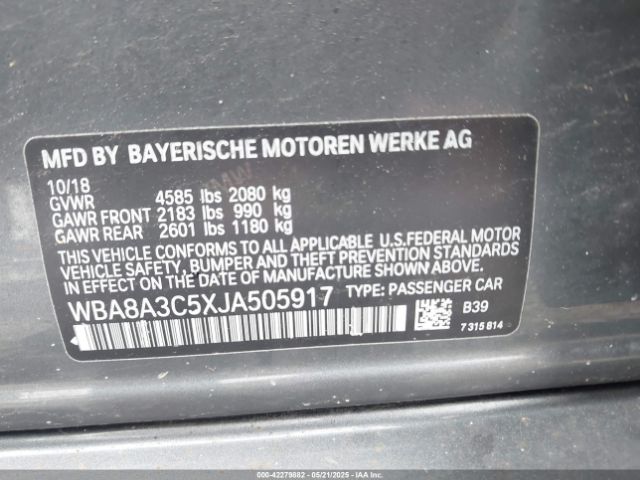 MFD BY BAYERISCHE MOTOREN WERKE AG
10/18
GVWR 4585 lbs 2080 kg
GAWR FRONT 2183 lbs 990 kg
GAWR REAR 2601 lbs 1180 kg
THIS VEHICLE CONFORMS TO ALL APPLICABLE U.S.FEDERAL MOTOR
VEHICLE SAFETY, BUMPER AND THEFT PREVENTION
STANDARDS IN EFFECT ON THE DATE OF MANUFACTURE SHOWN ABOVE.
WBA8A3C5XJA505917 TYPE: PASSENGER CAR
B39
7 315 814
000-42279882 - 05/21/2025 - IAA Inc.